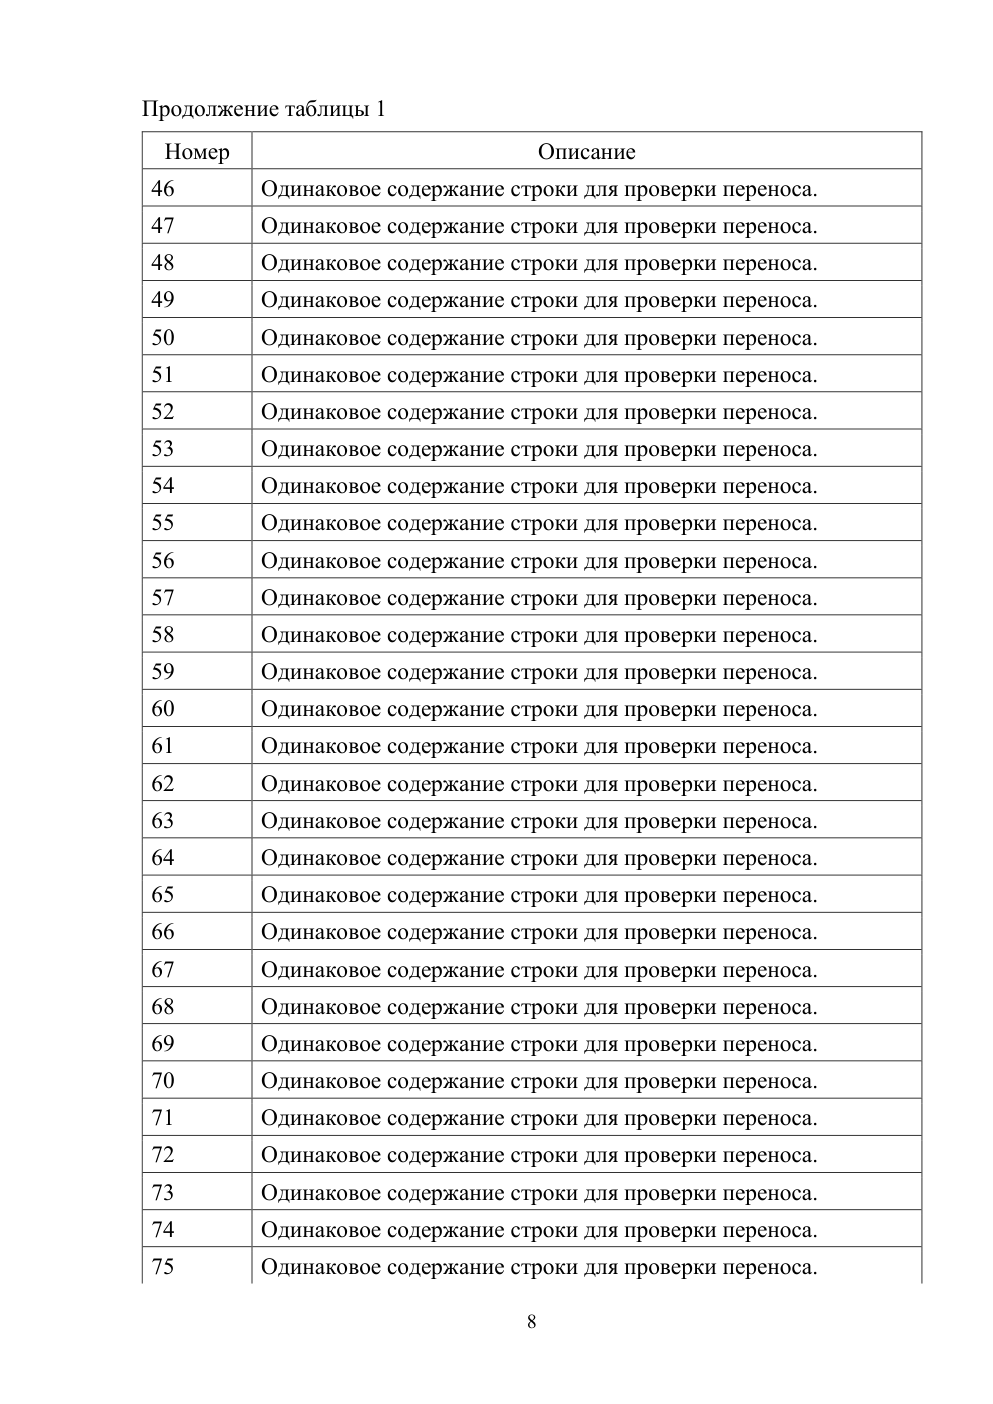 Продолжение таблицы 1
Номер Описание
46 Одинаковое содержание строки для проверки переноса.
47 Одинаковое содержание строки для проверки переноса.
48 Одинаковое содержание строки для проверки переноса.
49 Одинаковое содержание строки для проверки переноса.
50 Одинаковое содержание строки для проверки переноса.
51 Одинаковое содержание строки для проверки переноса.
52 Одинаковое содержание строки для проверки переноса.
53 Одинаковое содержание строки для проверки переноса.
54 Одинаковое содержание строки для проверки переноса.
55 Одинаковое содержание строки для проверки переноса.
56 Одинаковое содержание строки для проверки переноса.
57 Одинаковое содержание строки для проверки переноса.
58 Одинаковое содержание строки для проверки переноса.
59 Одинаковое содержание строки для проверки переноса.
60 Одинаковое содержание строки для проверки переноса.
61 Одинаковое содержание строки для проверки переноса.
62 Одинаковое содержание строки для проверки переноса.
63 Одинаковое содержание строки для проверки переноса.
64 Одинаковое содержание строки для проверки переноса.
65 Одинаковое содержание строки для проверки переноса.
66 Одинаковое содержание строки для проверки переноса.
67 Одинаковое содержание строки для проверки переноса.
68 Одинаковое содержание строки для проверки переноса.
69 Одинаковое содержание строки для проверки переноса.
70 Одинаковое содержание строки для проверки переноса.
71 Одинаковое содержание строки для проверки переноса.
72 Одинаковое содержание строки для проверки переноса.
73 Одинаковое содержание строки для проверки переноса.
74 Одинаковое содержание строки для проверки переноса.
75 Одинаковое содержание строки для проверки переноса.
8